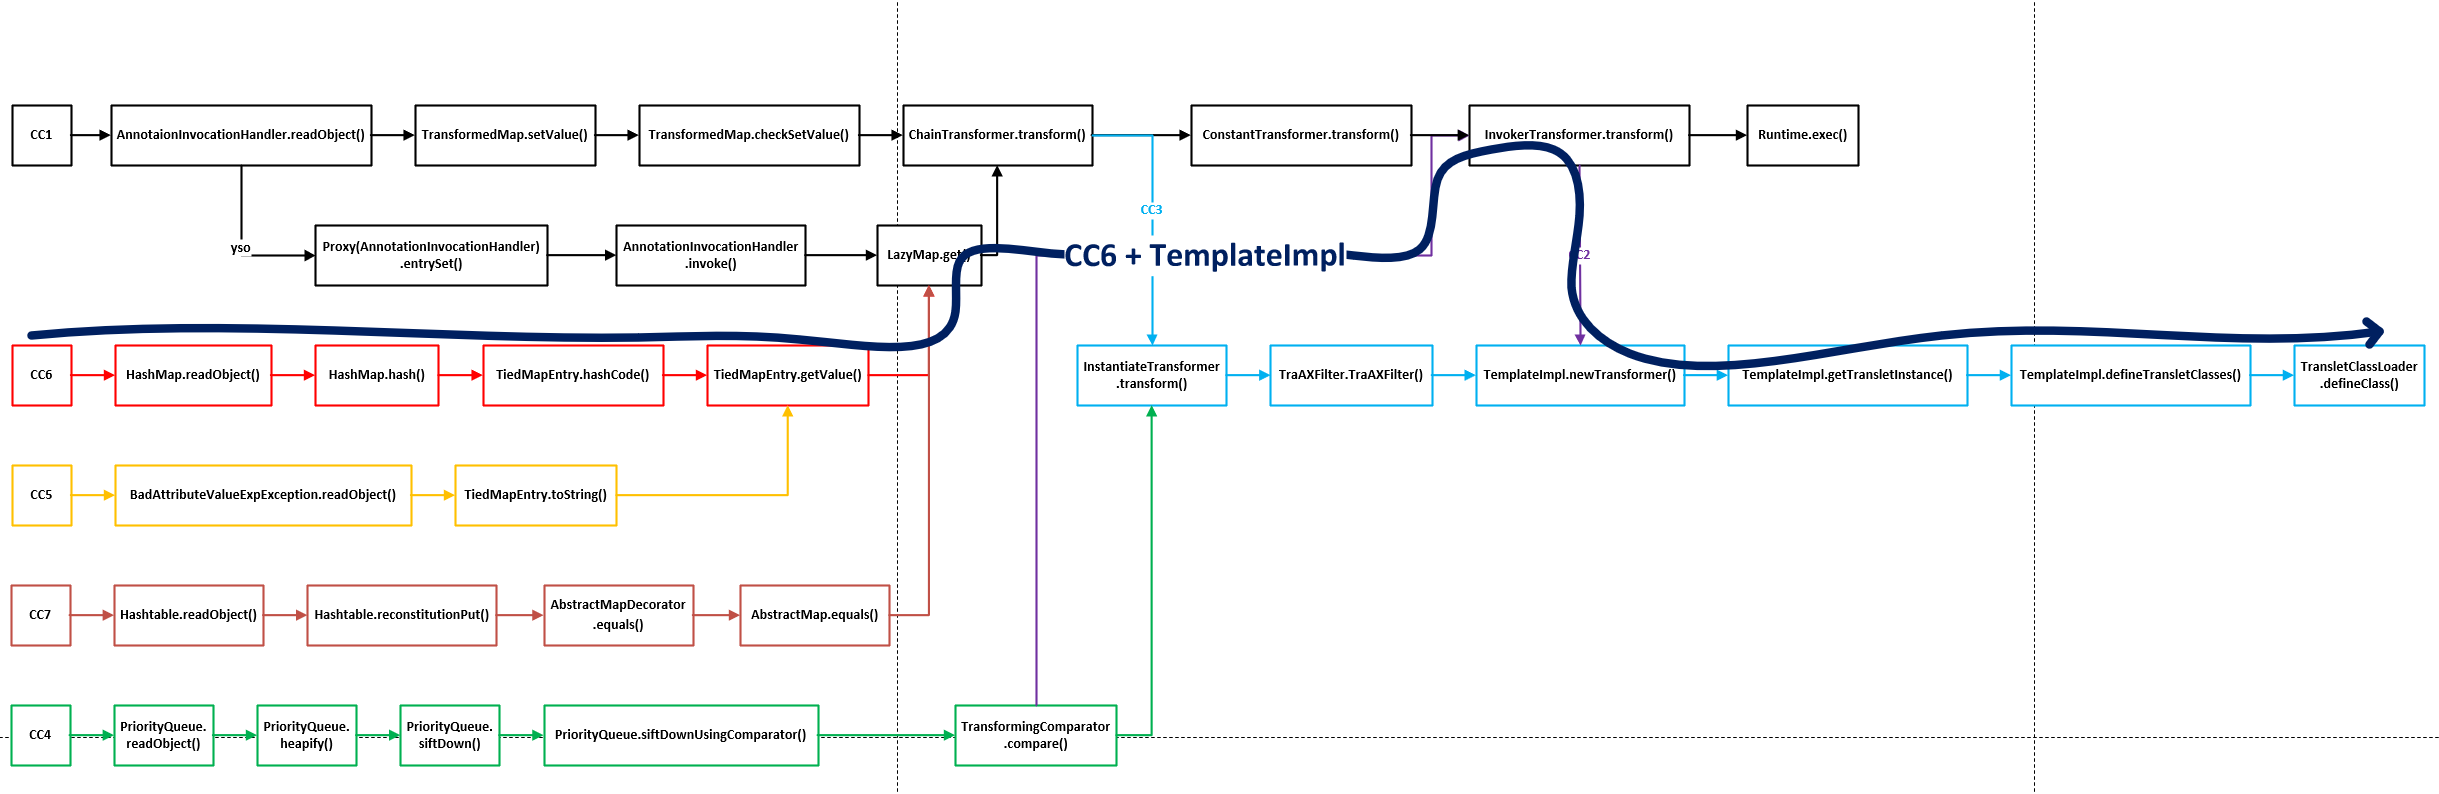 CC1
AnnotaionInvocationHandler.readObject()
TransformedMap.setValue()
TransformedMap.checkSetValue()
ChainTransformer.transform()
ConstantTransformer.transform()
InvokerTransformer.transform()
Runtime.exec()
CC3
yso
Proxy(AnnotationInvocationHandler)
.entrySet()
AnnotationInvocationHandler
.invoke()
LazyMap.get()
CC6 + TemplateImpl
CC2
CC6
HashMap.readObject()
HashMap.hash()
TiedMapEntry.hashCode()
TiedMapEntry.getValue()
InstantiateTransformer
.transform()
TraAXFilter.TraAXFilter()
TemplateImpl.newTransformer()
TemplateImpl.getTransletInstance()
TemplateImpl.defineTransletClasses()
TransletClassLoader
.defineClass()
CC5
BadAttributeValueExpException.readObject()
TiedMapEntry.toString()
CC7
Hashtable.readObject()
Hashtable.reconstitutionPut()
AbstractMapDecorator
.equals()
AbstractMap.equals()
CC4
PriorityQueue.
readObject()
PriorityQueue.
heapify()
PriorityQueue.
siftDown()
PriorityQueue.siftDownUsingComparator()
TransformingComparator
.compare()